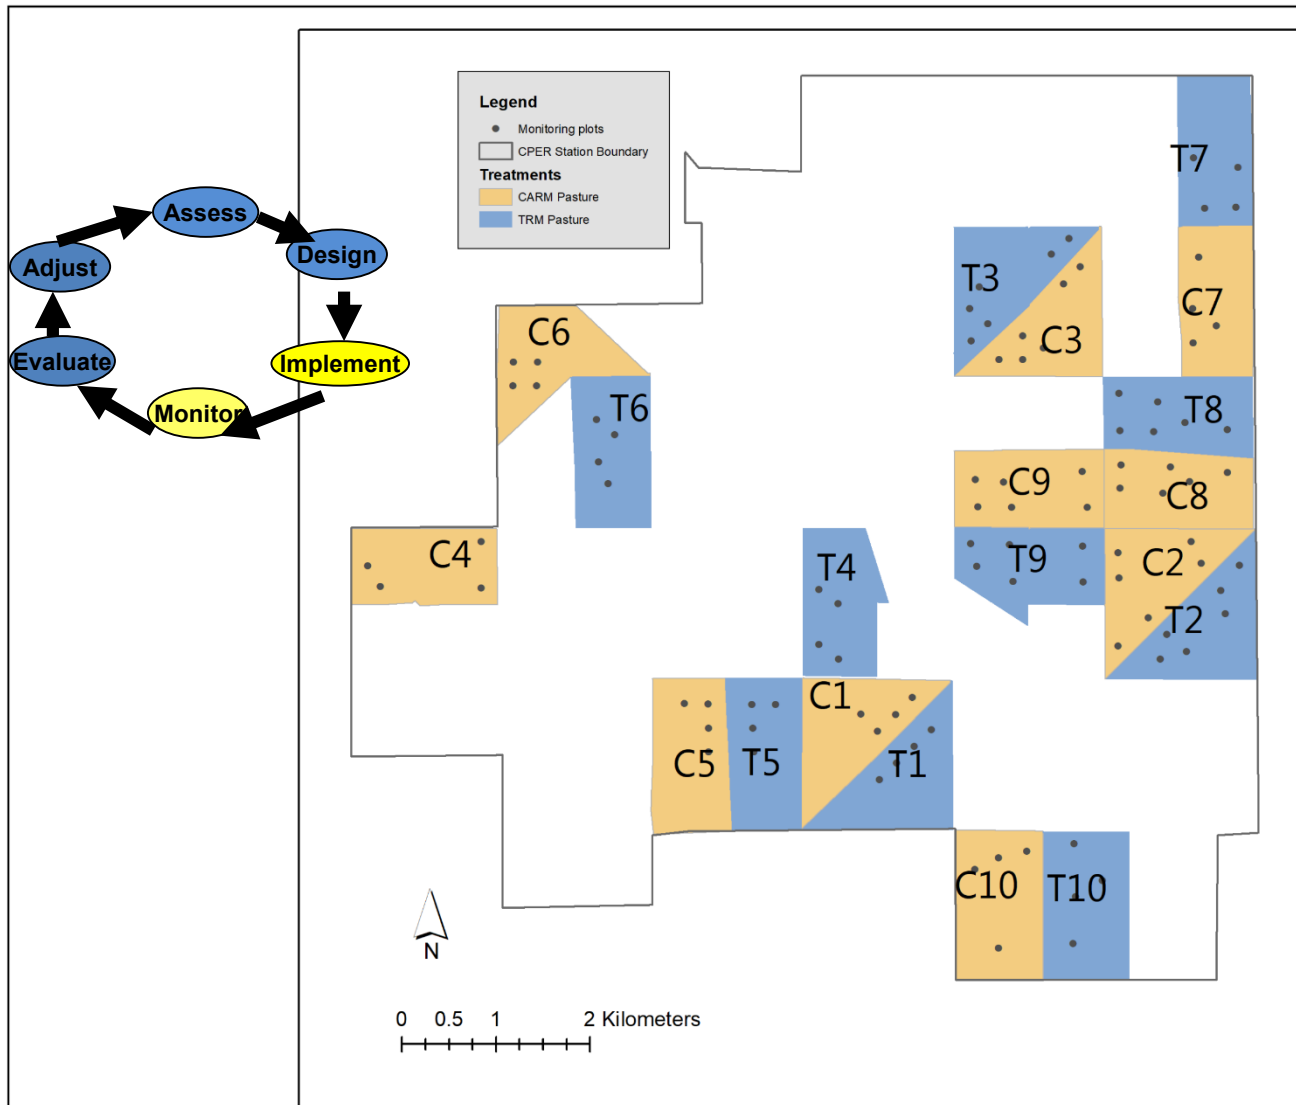 Legend
Monitoring plots
CPER Station Boundary
Treatments
CARM Pasture
TRM Pasture
Assess
Design
Adjust
Evaluate
Implement
Monitor
T7
T3
C7
C3
C6
T6
T8
C9
C8
C4
T4
T9
C2
T2
C1
C5
T5
T1
C10
T10
N
0 0.5 1 2 Kilometers